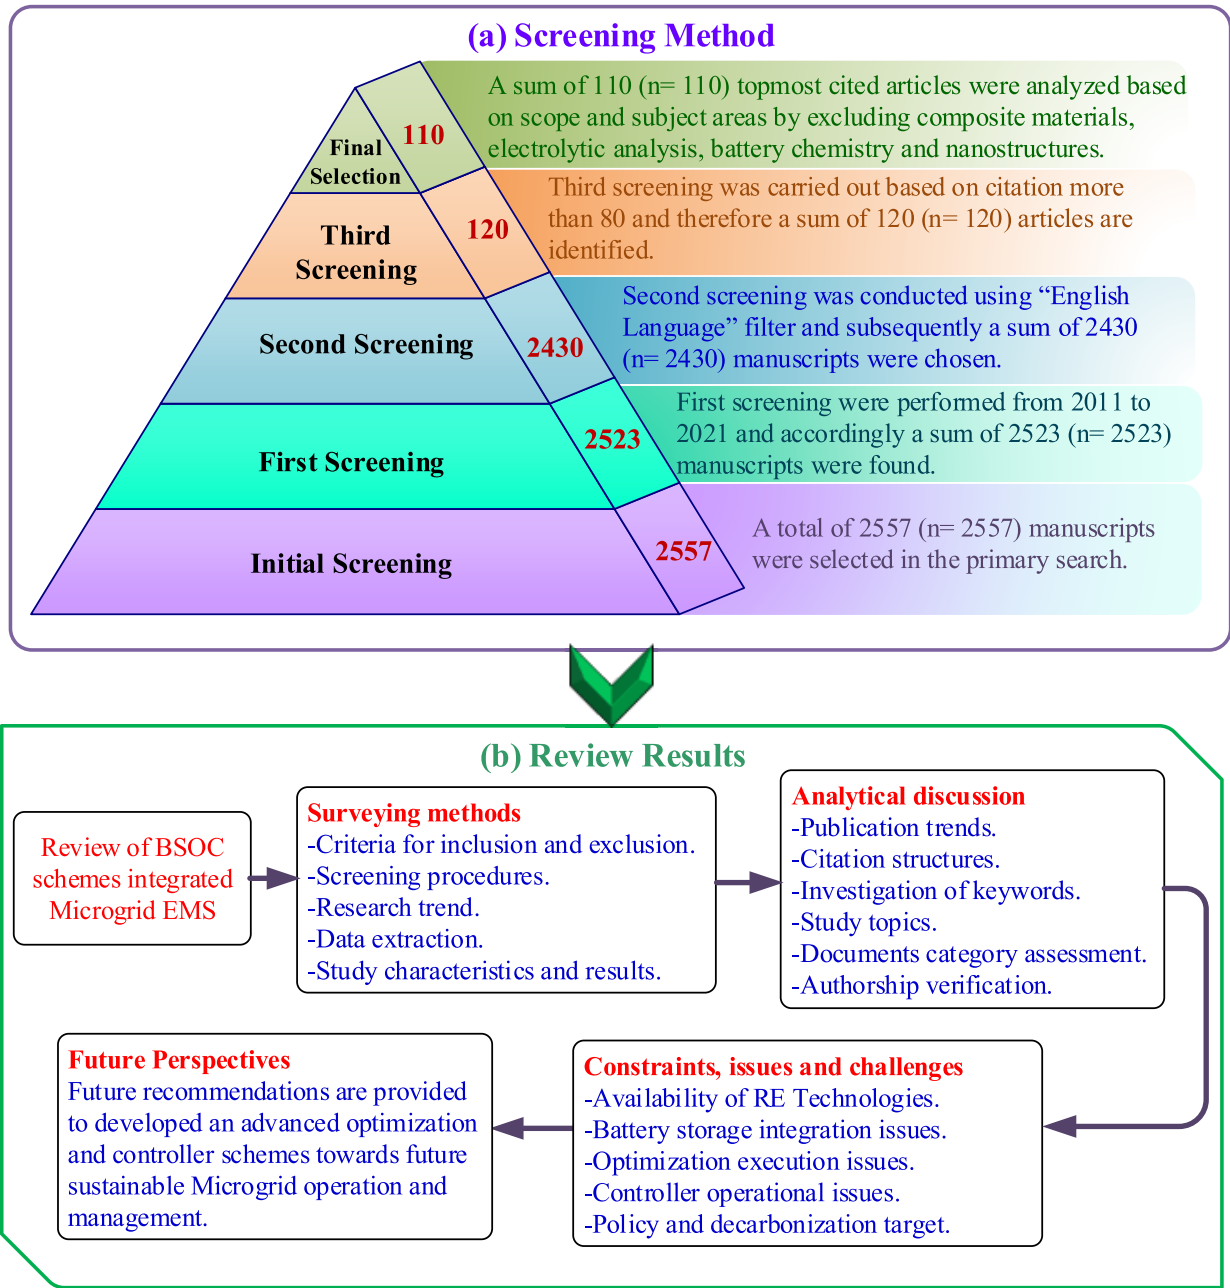 (a) Screening Method
Final
Selection
110
A sum of 110 (n= 110) topmost cited articles were analyzed based
on scope and subject areas by excluding composite materials,
electrolytic analysis, battery chemistry and nanostructures.
Third
Screening
120
Third screening was carried out based on citation more
than 80 and therefore a sum of 120 (n= 120) articles are
identified.
Second Screening
2430
Second screening was conducted using “English
Language” filter and subsequently a sum of 2430
(n= 2430) manuscripts were chosen.
First Screening
2523
First screening were performed from 2011 to
2021 and accordingly a sum of 2523 (n= 2523)
manuscripts were found.
Initial Screening
2557
A total of 2557 (n= 2557) manuscripts
were selected in the primary search.
(b) Review Results
Review of BSOC
schemes integrated
Microgrid EMS
Surveying methods
-Criteria for inclusion and exclusion.
-Screening procedures.
-Research trend.
-Data extraction.
-Study characteristics and results.
Analytical discussion
-Publication trends.
-Citation structures.
-Investigation of keywords.
-Study topics.
-Documents category assessment.
-Authorship verification.
Constraints, issues and challenges
-Availability of RE Technologies.
-Battery storage integration issues.
-Optimization execution issues.
-Controller operational issues.
-Policy and decarbonization target.
Future Perspectives
Future recommendations are provided
to developed an advanced optimization
and controller schemes towards future
sustainable Microgrid operation and
management.